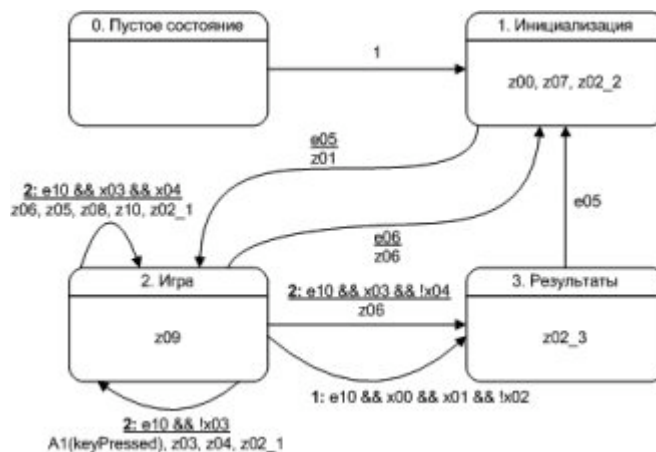 0. Пустое состояние
1. Инициализация
1
z00, z07, z02_2
e05
z01
2: e10 && x03 && x04
z06, z05, z08, z10, z02_1
e06
z06
e05
2. Игра
z09
2: e10 && x03 && !x04
z06
3. Результаты
z02_3
1: e10 && x00 && x01 && !x02
2: e10 && !x03
A1(keyPressed), z03, z04, z02_1